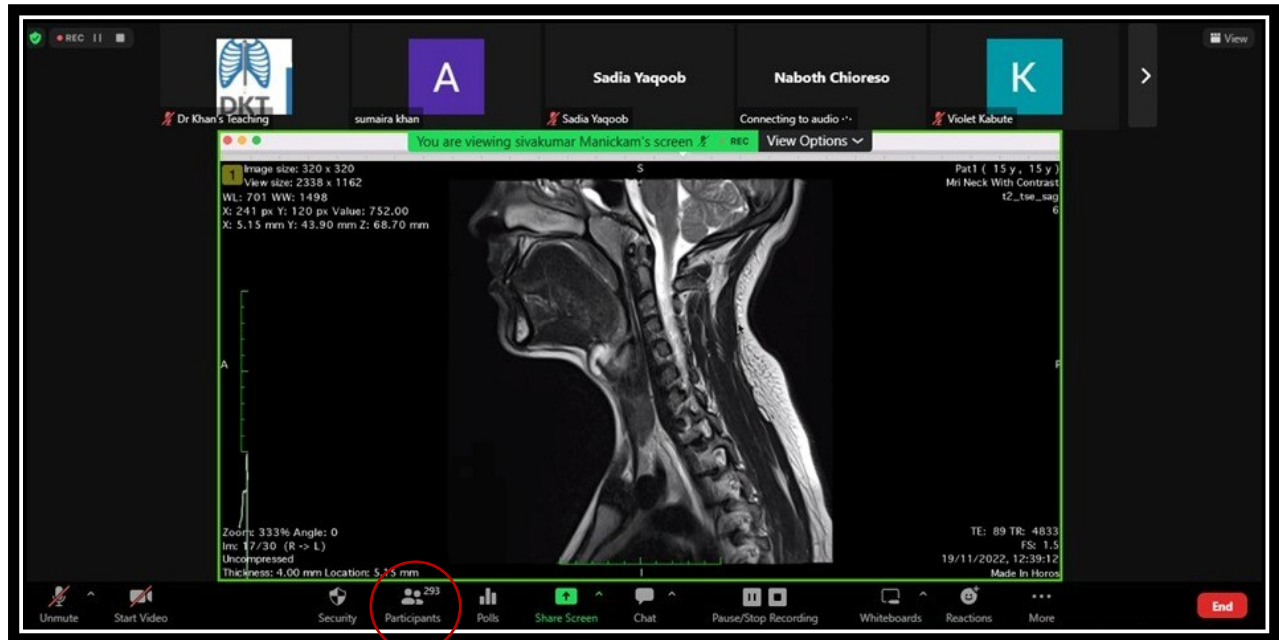 REC
View
DKT
A
Sadia Yaqoob
Naboth Chioreso
K
Dr Khan's Teaching
sumaira khan
Sadia Yaqoob
Connecting to audio ···
Violet Kabute
You are viewing sivakumar Manickam's screen
REC
View Options
1
Image size: 320 x 320
View size: 2338 x 1162
WL: 701 WW: 1498
X: 241 px Y: 120 px Value: 752.00
X: 5.15 mm Y: 43.90 mm Z: 68.70 mm
S
Pat1 ( 15 y , 15 y )
Mri Neck With Contrast
t2_tse_sag
6
A
P
Zoom: 333% Angle: 0
Im: 17/30 (R -> L)
Uncompressed
Thickness: 4.00 mm Location: 5.15 mm
I
TE: 89 TR: 4833
FS: 1.5
19/11/2022, 12:39:12
Made In Horos
Unmute
Start Video
Security
293
Participants
Polls
Share Screen
Chat
Pause/Stop Recording
Whiteboards
Reactions
More
End